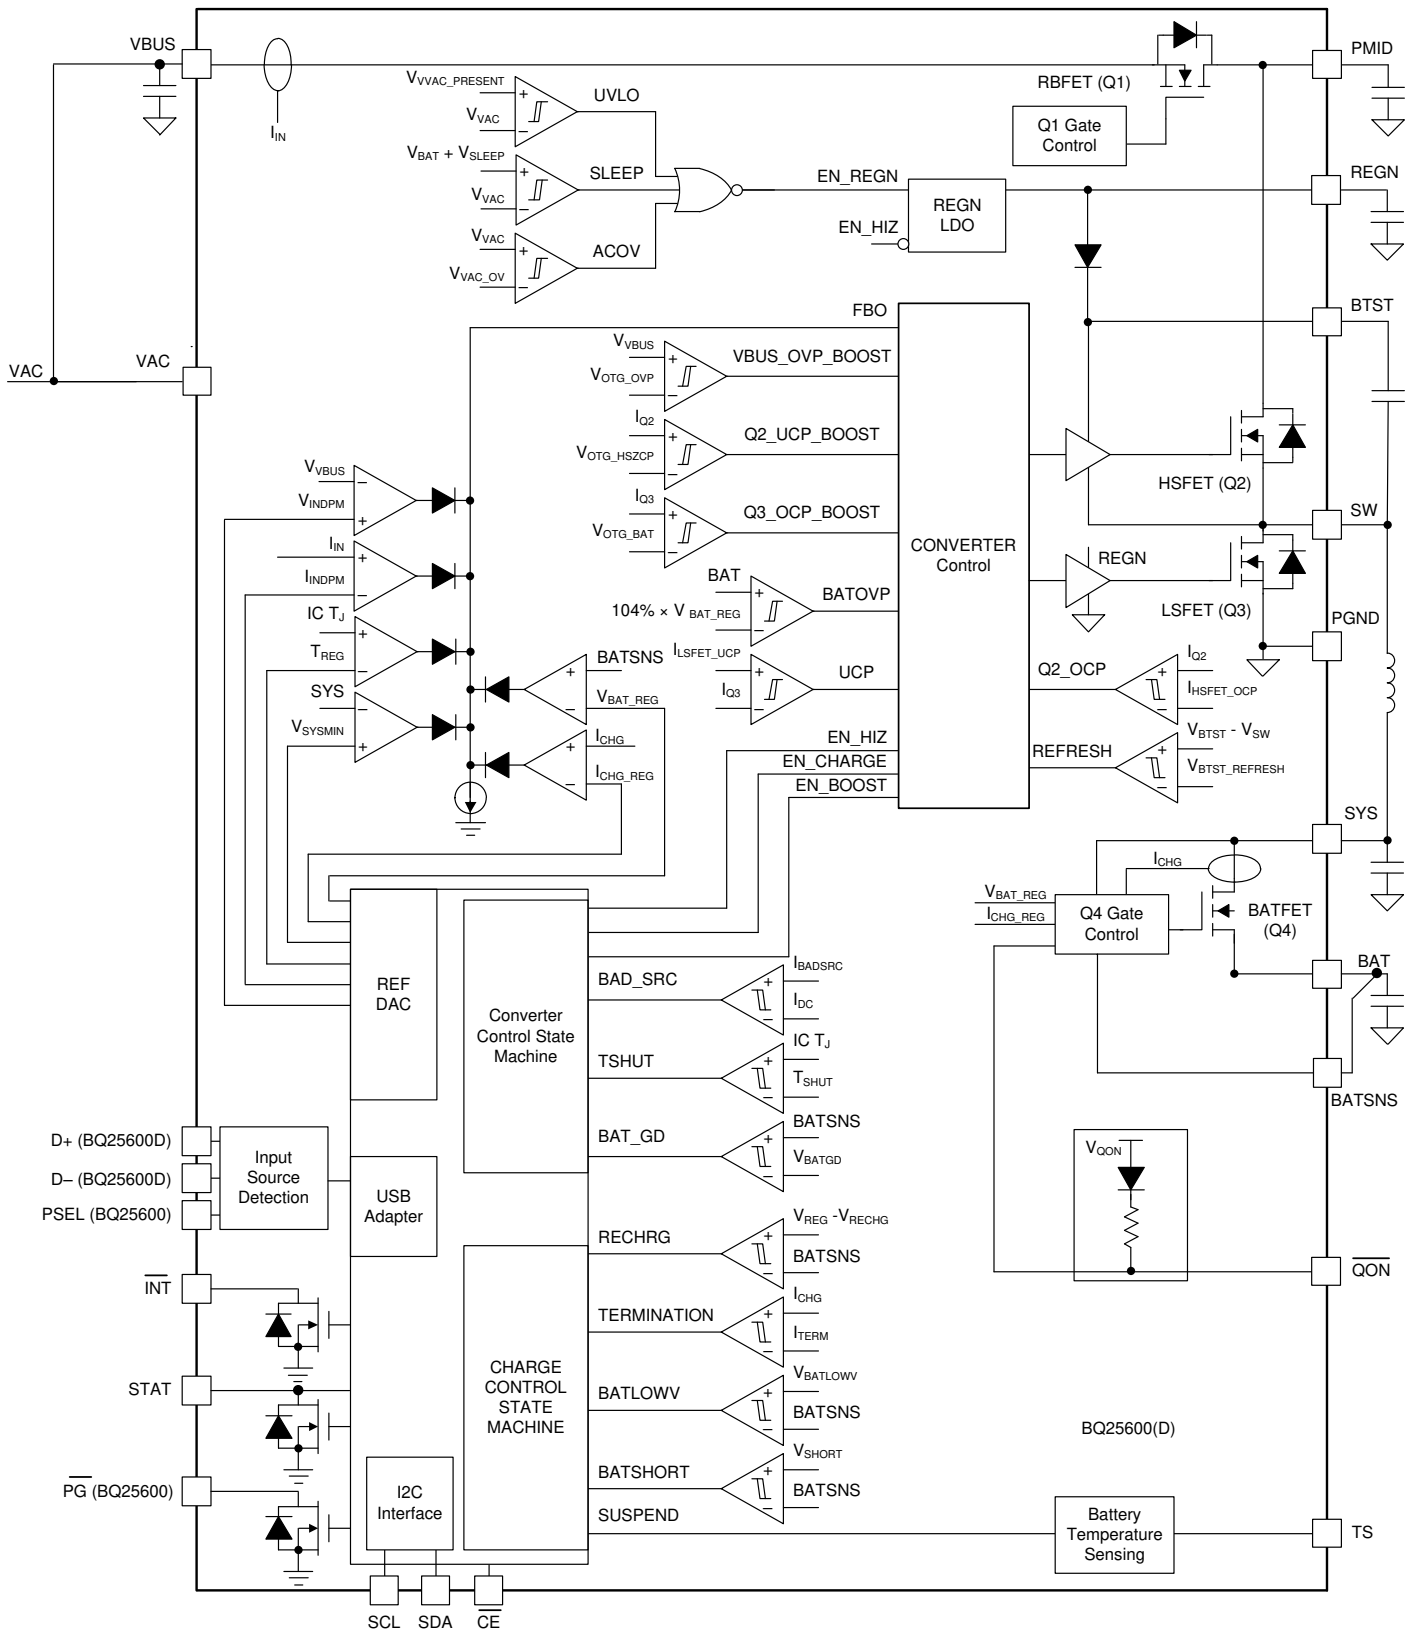 VBUS
I_IN
V_VVAC_PRESENT
V_VAC
UVLO
V_BAT + V_SLEEP
V_VAC
SLEEP
V_VAC
V_VAC_OV
ACOV
RBFET (Q1)
Q1 Gate
Control
PMID
EN_REGN
EN_HIZ
REGN
LDO
REGN
BTST
VAC
VAC
FBO
V_VBUS
V_OTG_OVP
VBUS_OVP_BOOST
I_Q2
V_OTG_HSZCP
Q2_UCP_BOOST
I_Q3
V_OTG_BAT
Q3_OCP_BOOST
V_VBUS
V_INDPM
I_IN
I_INDPM
IC T_J
T_REG
SYS
V_SYSMIN
BATSNS
V_BAT_REG
I_CHG
I_CHG_REG
BAT
104% × V_BAT_REG
BATOVP
I_LSFET_UCP
I_Q3
UCP
CONVERTER
Control
EN_HIZ
EN_CHARGE
EN_BOOST
HSFET (Q2)
SW
REGN
LSFET (Q3)
PGND
Q2_OCP
I_Q2
I_HSFET_OCP
REFRESH
V_BTST - V_SW
V_BTST_REFRESH
SYS
I_CHG
V_BAT_REG
I_CHG_REG
Q4 Gate
Control
BATFET
(Q4)
BAT
BATSNS
REF
DAC
Converter
Control State
Machine
BAD_SRC
I_BADSRC
I_DC
TSHUT
IC T_J
T_SHUT
BAT_GD
BATSNS
V_BATGD
D+ (BQ25600D)
D– (BQ25600D)
PSEL (BQ25600)
Input
Source
Detection
USB
Adapter
V_QON
QON
RECHRG
V_REG - V_RECHG
BATSNS
TERMINATION
I_CHG
I_TERM
BATLOWV
V_BATLOWV
BATSNS
BATSHORT
V_SHORT
BATSNS
SUSPEND
CHARGE
CONTROL
STATE
MACHINE
INT
STAT
PG (BQ25600)
I2C
Interface
BQ25600(D)
Battery
Temperature
Sensing
TS
SCL
SDA
CE